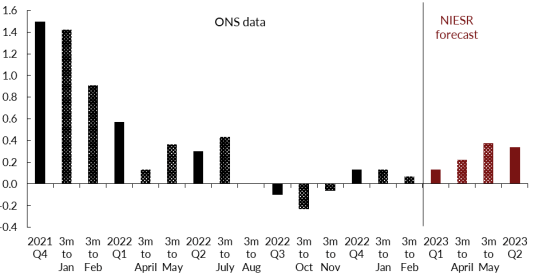 1.6
ONS data
NIESR
forecast
1.4
1.2
1.0
0.8
0.6
0.4
0.2
0.0
-0.2
-0.4
2021 3m 3m 2022 3m 3m 2022 3m 3m 2022 3m 3m 2022 3m 3m 2023 3m 3m 2023
Q4 to to Q1 to to Q2 to to Q3 to to Q4 to to Q1 to to Q2
Jan Feb April May July Aug Oct Nov Jan Feb April May